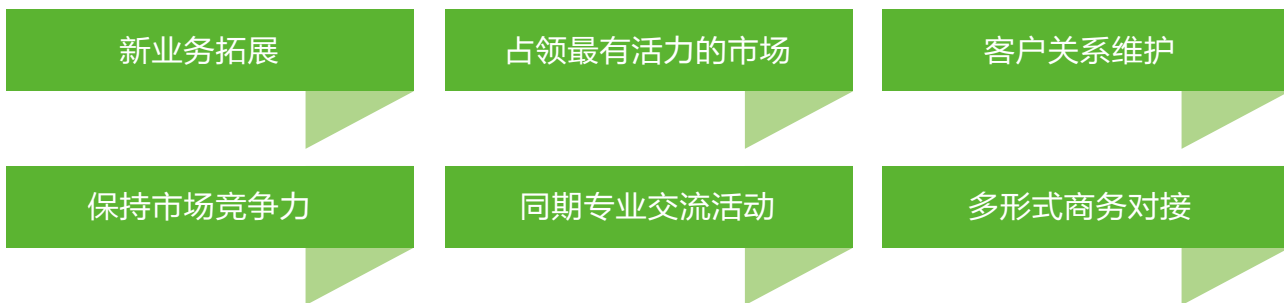 新业务拓展
占领最有活力的市场
客户关系维护
保持市场竞争力
同期专业交流活动
多形式商务对接